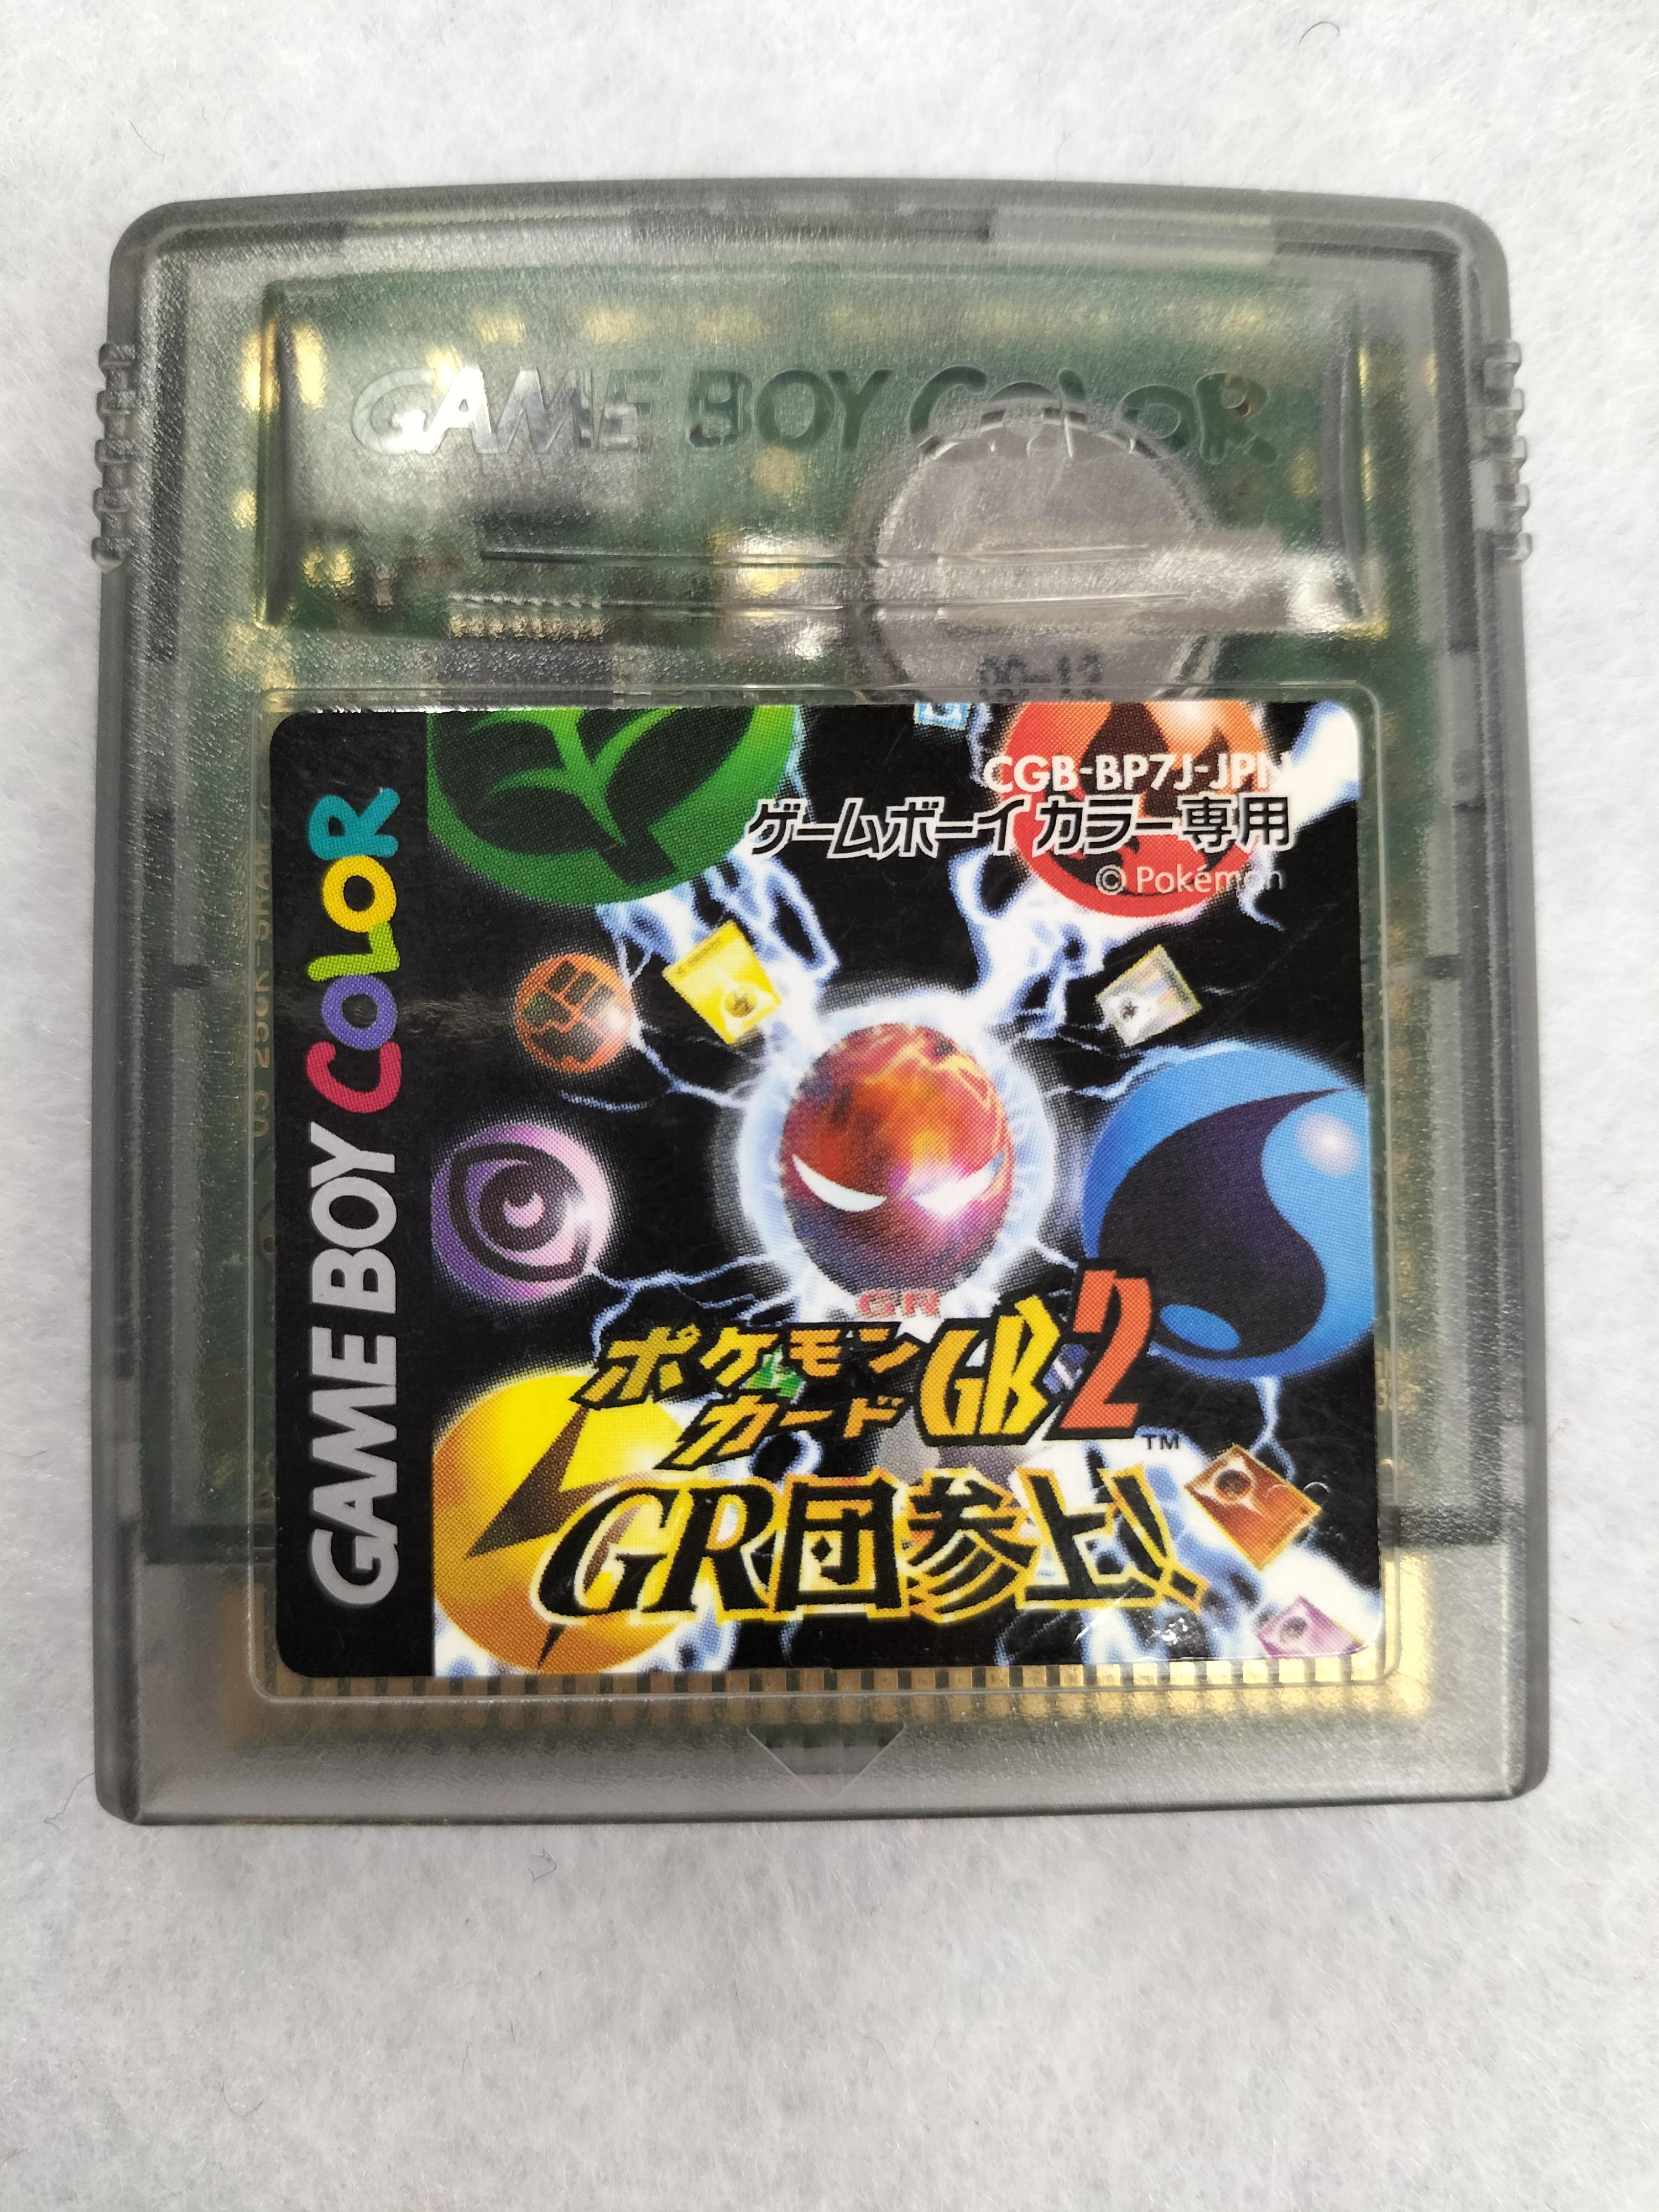 GAME BOY COLOR
GAME BOY COLOR
CGB-BP7J-JPN
ゲームボーイカラー専用
© Pokémon
GR
ポケモン
カードGB2
TM
GR団参上!